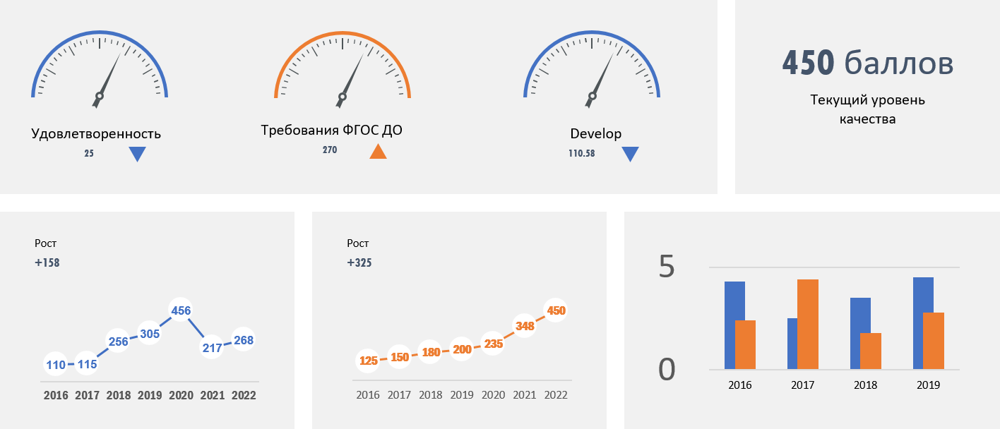 450 баллов
Текущий уровень
качества
Удовлетворенность
25
Требования ФГОС ДО
270
Develop
110.58
Рост
+158
110 115 256 305 456 217 268
2016 2017 2018 2019 2020 2021 2022
Рост
+325
125 150 180 200 235 348 450
2016 2017 2018 2019 2020 2021 2022
5
0
2016 2017 2018 2019